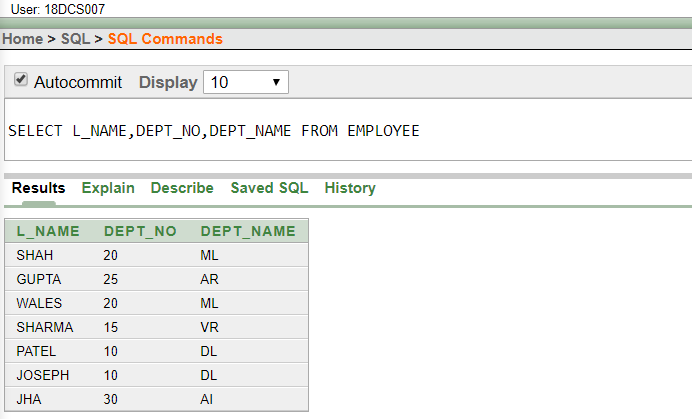 User: 18DCS007
Home > SQL > SQL Commands
Autocommit Display 10
SELECT L_NAME,DEPT_NO,DEPT_NAME FROM EMPLOYEE
Results Explain Describe Saved SQL History
L_NAME DEPT_NO DEPT_NAME
SHAH 20 ML
GUPTA 25 AR
WALES 20 ML
SHARMA 15 VR
PATEL 10 DL
JOSEPH 10 DL
JHA 30 AI